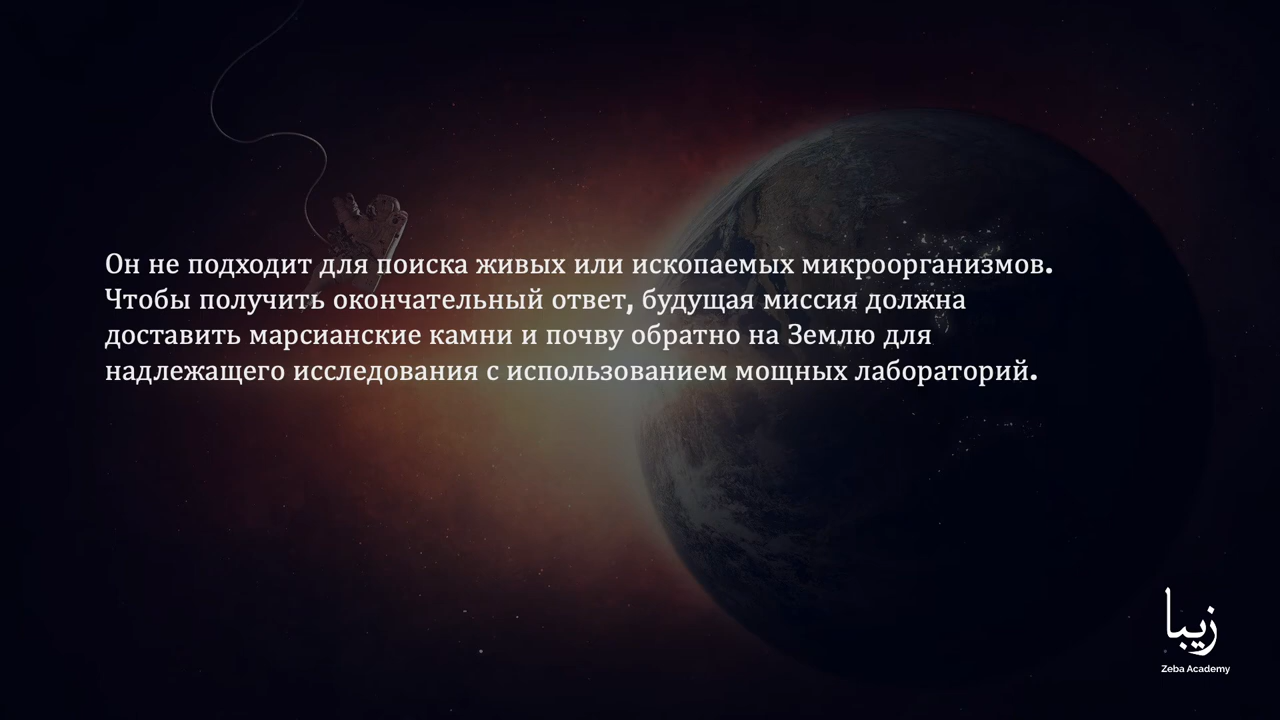 Он не подходит для поиска живых или ископаемых микроорганизмов.
Чтобы получить окончательный ответ, будущая миссия должна
доставить марсианские камни и почву обратно на Землю для
надлежащего исследования с использованием мощных лабораторий.
زيبا
Zeba Academy